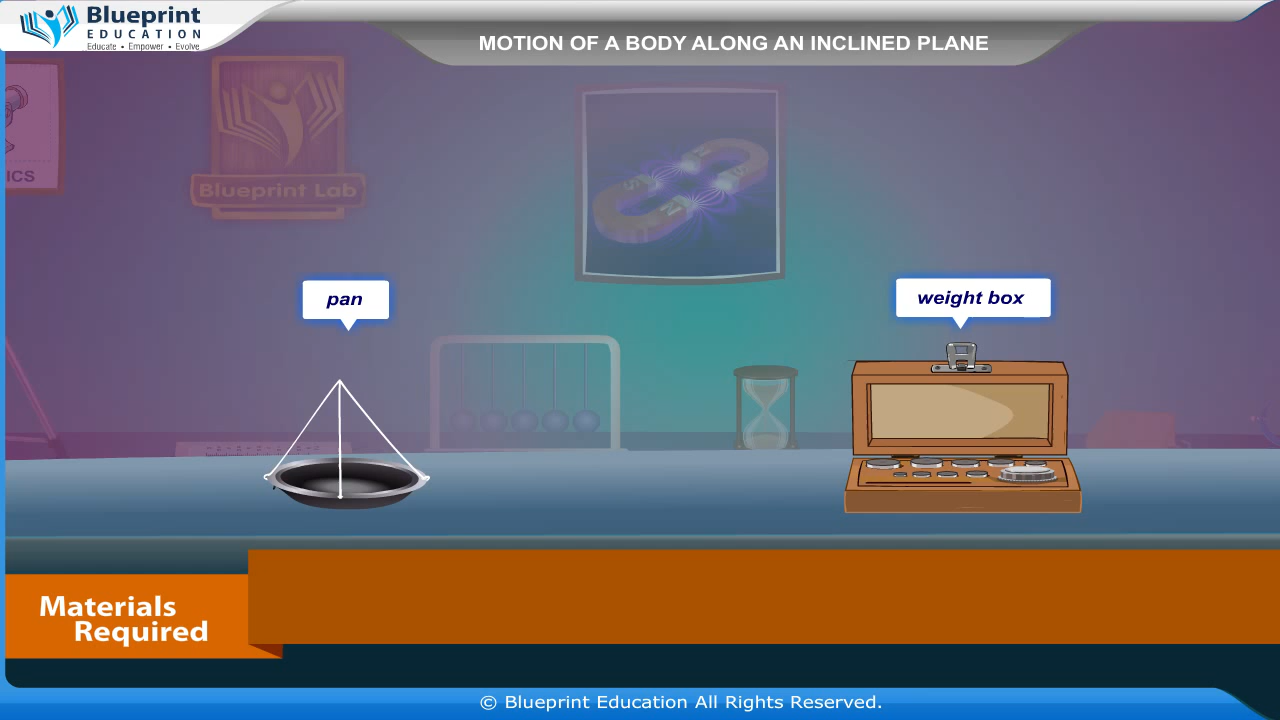 Blueprint
EDUCATION
Educate • Empower • Evolve
MOTION OF A BODY ALONG AN INCLINED PLANE
ICS
Blueprint Lab
S
N
pan
weight box
Materials
Required
© Blueprint Education All Rights Reserved.